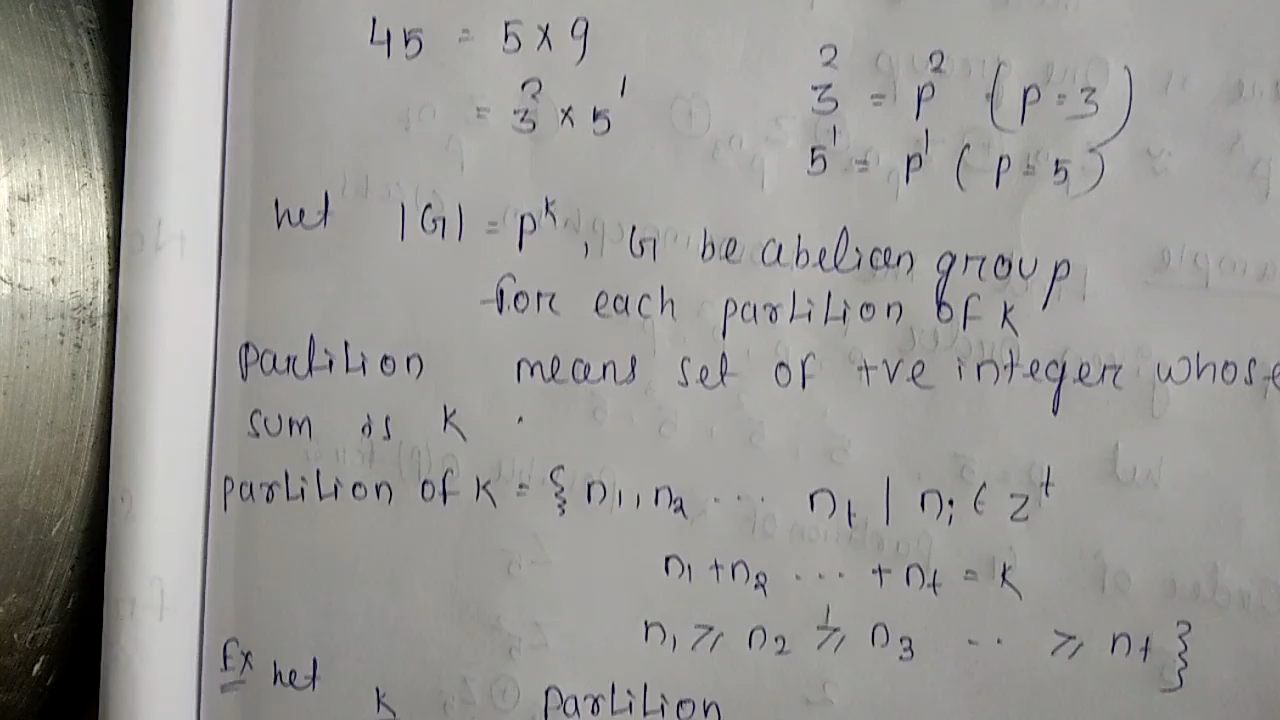 45 = 5 × 9
= 3² × 5¹
3² = p² (p = 3)
5¹ = p¹ (p = 5)
Let |G| = p^k, G be abelian group
for each partition of k
partition means set of +ve integer whose
sum is k.
partition of k = { n₁, n₂ ... nₜ | nᵢ ∈ Z⁺
n₁ + n₂ ... + nₜ = k
n₁ ≥ n₂ ≥ n₃ .. ≥ nₜ }
Ex Let
k partition